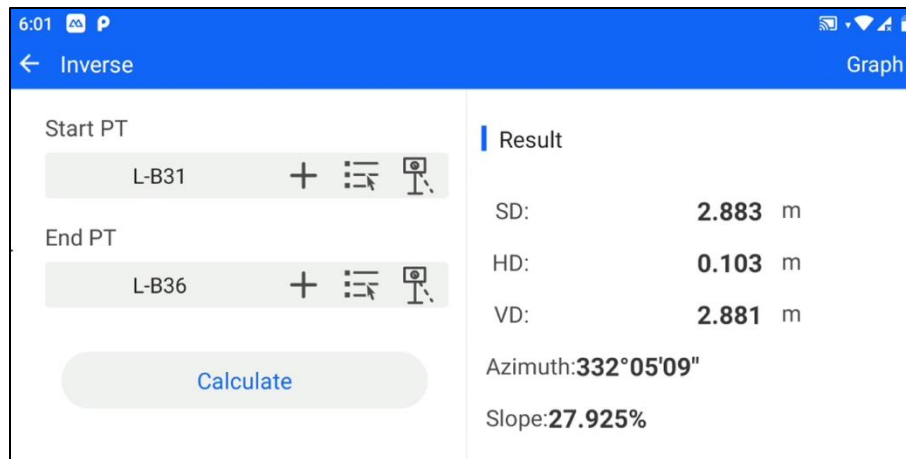 6:01
Inverse
Graph
Start PT
L-B31
End PT
L-B36
Calculate
Result
SD: 2.883 m
HD: 0.103 m
VD: 2.881 m
Azimuth:332°05'09"
Slope:27.925%